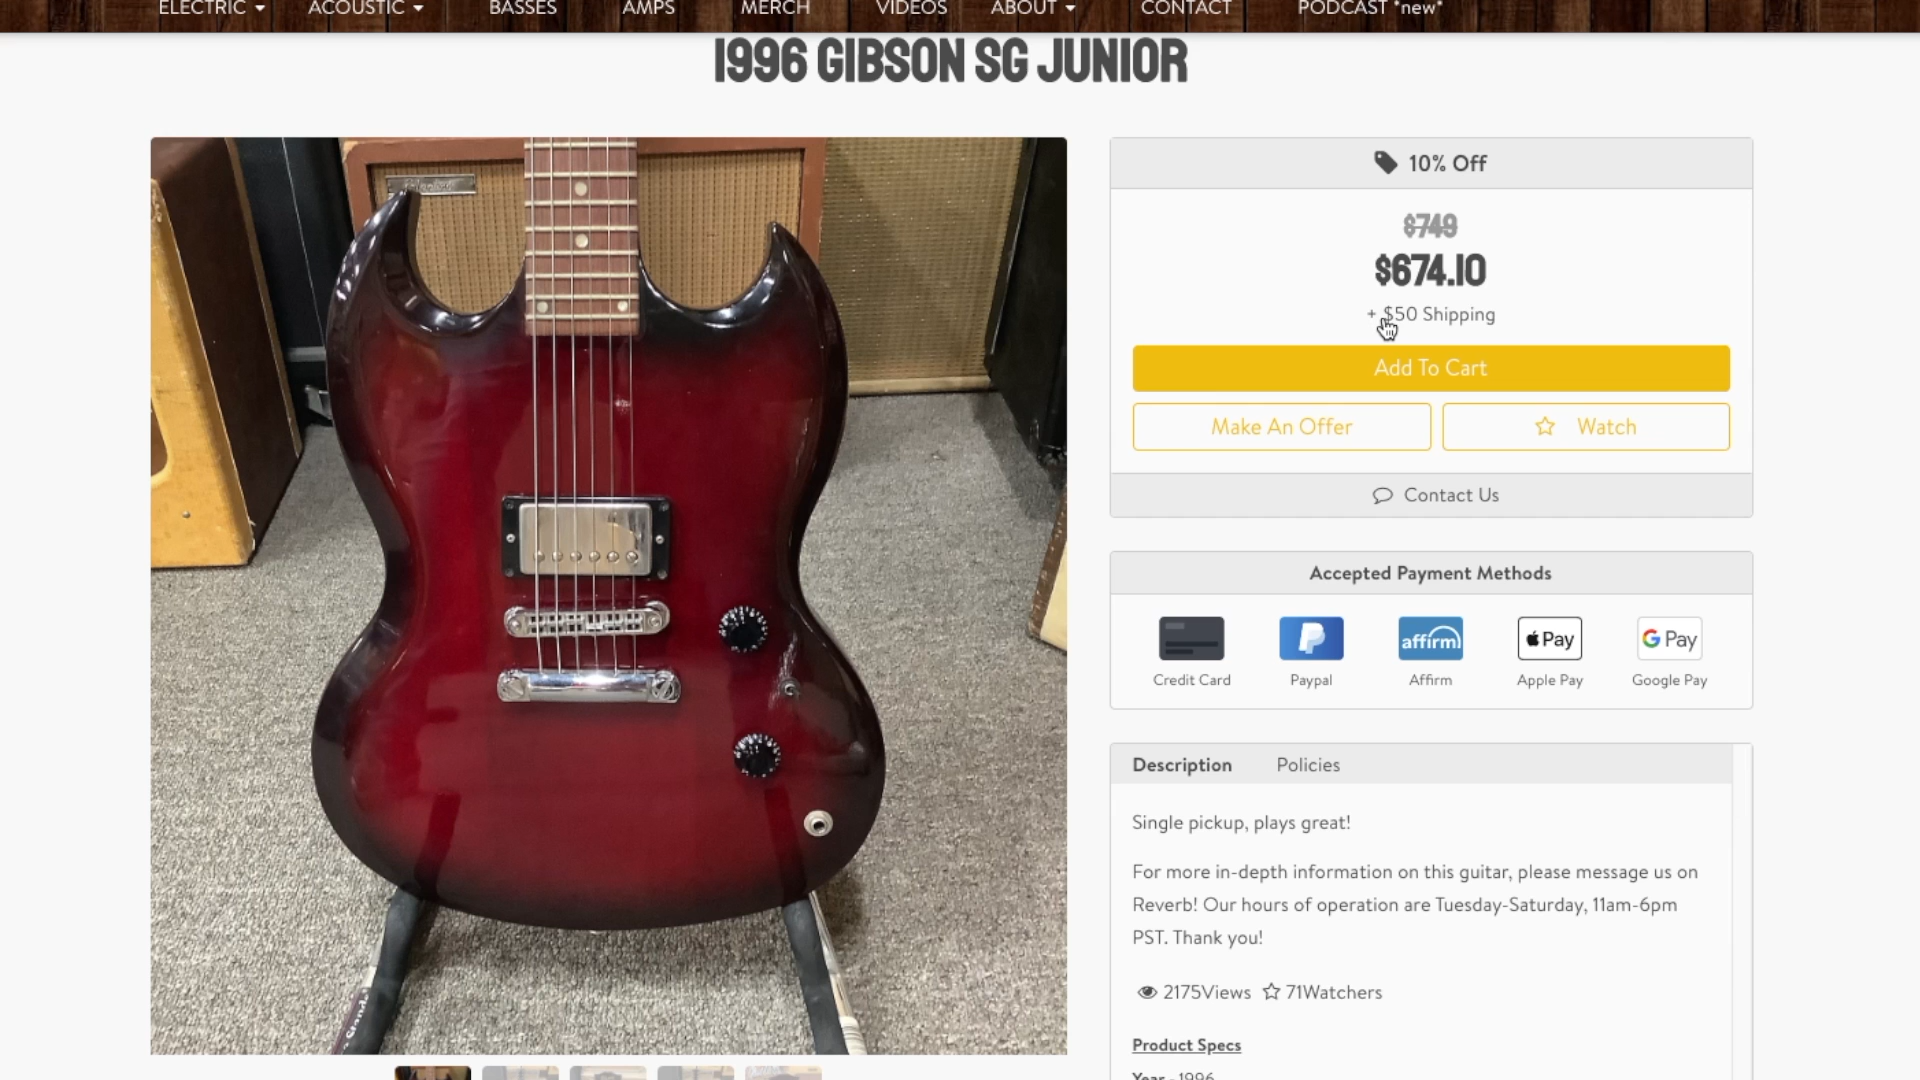 ELECTRIC ACOUSTIC BASSES AMPS MERCH VIDEOS ABOUT CONTACT PODCAST *new*
1996 GIBSON SG JUNIOR
10% Off
$749
$674.10
+ $50 Shipping
Add To Cart
Make An Offer Watch
Contact Us
Accepted Payment Methods
affirm Pay G Pay
Credit Card Paypal Affirm Apple Pay Google Pay
Description Policies
Single pickup, plays great!
For more in-depth information on this guitar, please message us on
Reverb! Our hours of operation are Tuesday-Saturday, 11am-6pm
PST. Thank you!
2175Views 71Watchers
Product Specs
Year - 1996